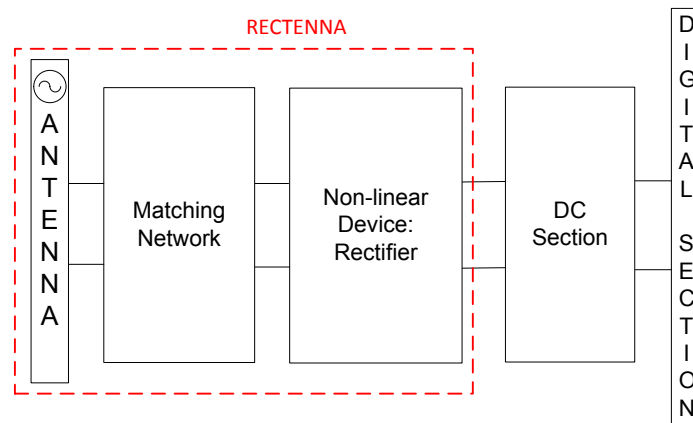 RECTENNA
ANTENNA
Matching
Network
Non-linear
Device:
Rectifier
DC
Section
DIGITAL SECTION